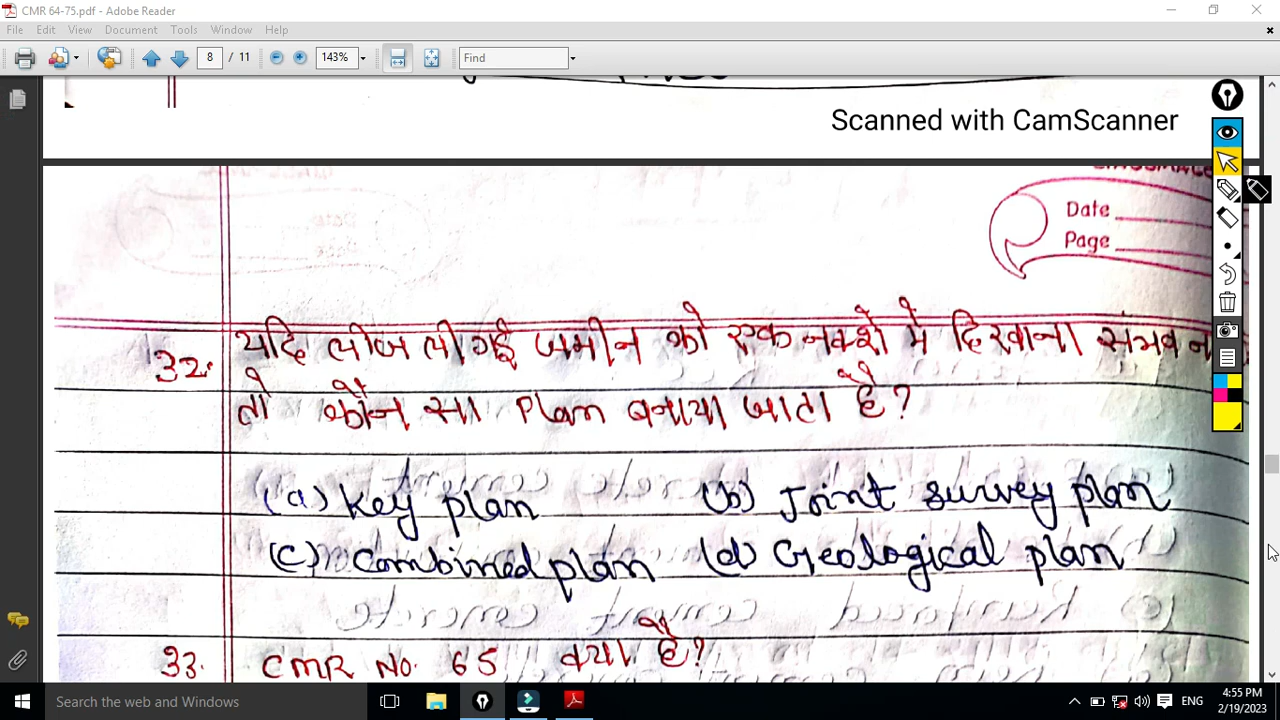 CMR 64-75.pdf - Adobe Reader
File Edit View Document Tools Window Help
8 / 11 143% Find
Scanned with CamScanner
Date
Page
32. यदि लीज ली गई जमीन को एक नक्शे में दिखाना संभव न
तो कौन सा Plan बनाया जाता है?
(a) Key plan (b) Joint survey plan
(c) Combined plan (d) Geological plan
33. CMR No. 65 क्या है?
Search the web and Windows
ENG
4:55 PM
2/19/2023